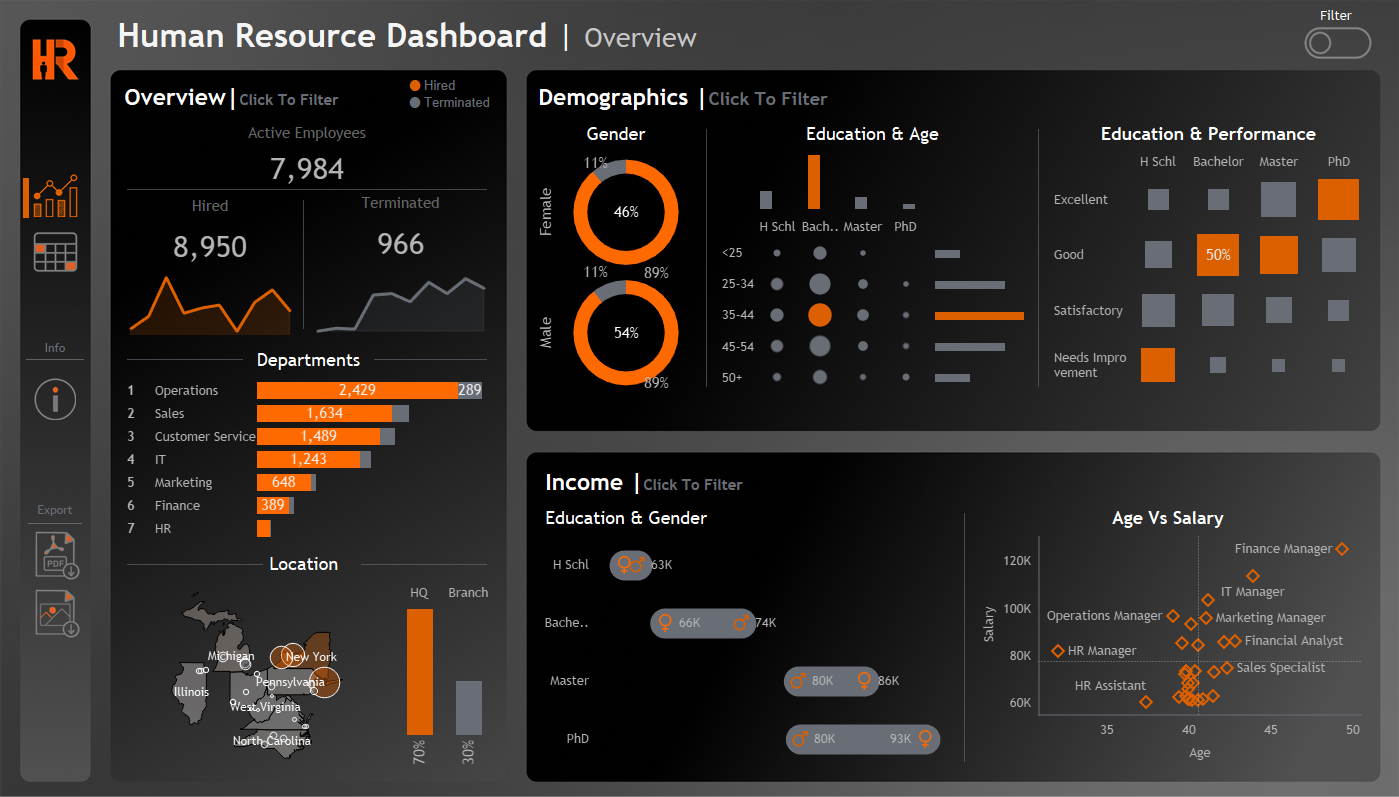 HR
Human Resource Dashboard | Overview
Filter
Info
Export
PDF
Overview | Click To Filter
Hired
Terminated
Active Employees
7,984
Hired
8,950
Terminated
966
Departments
1 Operations 2,429 289
2 Sales 1,634
3 Customer Service 1,489
4 IT 1,243
5 Marketing 648
6 Finance 389
7 HR
Location
Michigan
New York
Pennsylvania
Illinois
West Virginia
North Carolina
HQ Branch
70% 30%
Demographics | Click To Filter
Gender
Female
11%
46%
89%
Male
11%
54%
89%
Education & Age
H Schl Bach.. Master PhD
<25
25-34
35-44
45-54
50+
Education & Performance
H Schl Bachelor Master PhD
Excellent
Good 50%
Satisfactory
Needs Impro
vement
Income | Click To Filter
Education & Gender
H Schl 63K
Bache.. 66K 74K
Master 80K 86K
PhD 80K 93K
Age Vs Salary
Salary
120K
100K
80K
60K
Finance Manager
IT Manager
Operations Manager
Marketing Manager
Financial Analyst
HR Manager
Sales Specialist
HR Assistant
35 40 45 50
Age